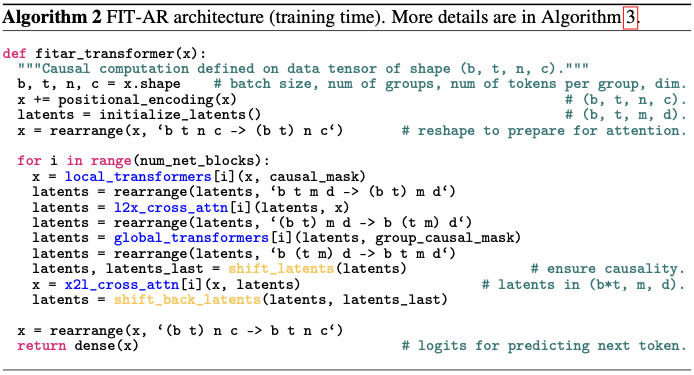 Algorithm 2 FIT-AR architecture (training time). More details are in Algorithm 3.
def fitar_transformer(x):
  """Causal computation defined on data tensor of shape (b, t, n, c)."""
  b, t, n, c = x.shape   # batch size, num of groups, num of tokens per group, dim.
  x += positional_encoding(x)   # (b, t, n, c).
  latents = initialize_latents()   # (b, t, m, d).
  x = rearrange(x, ‘b t n c -> (b t) n c‘)   # reshape to prepare for attention.

  for i in range(num_net_blocks):
    x = local_transformers[i](x, causal_mask)
    latents = rearrange(latents, ‘b t m d -> (b t) m d‘)
    latents = l2x_cross_attn[i](latents, x)
    latents = rearrange(latents, ‘(b t) m d -> b (t m) d‘)
    latents = global_transformers[i](latents, group_causal_mask)
    latents = rearrange(latents, ‘b (t m) d -> b t m d‘)
    latents, latents_last = shift_latents(latents)   # ensure causality.
    x = x2l_cross_attn[i](x, latents)   # latents in (b*t, m, d).
    latents = shift_back_latents(latents, latents_last)

  x = rearrange(x, ‘(b t) n c -> b t n c‘)
  return dense(x)   # logits for predicting next token.